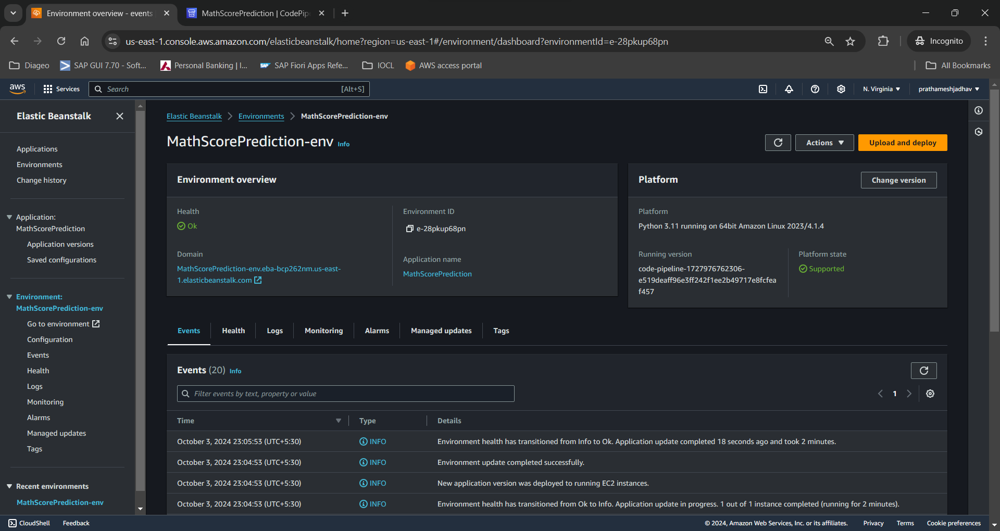 Environment overview - events
MathScorePrediction | CodePip
us-east-1.console.aws.amazon.com/elasticbeanstalk/home?region=us-east-1#/environment/dashboard?environmentId=e-28pkup68pn
Incognito
Diageo
SAP GUI 7.70 - Soft...
Personal Banking | I...
SAP Fiori Apps Refe...
IOCL
AWS access portal
All Bookmarks
aws
Services
Search
[Alt+S]
N. Virginia
prathameshjadhav
Elastic Beanstalk
Applications
Environments
Change history
Application:
MathScorePrediction
Application versions
Saved configurations
Environment:
MathScorePrediction-env
Go to environment
Configuration
Events
Health
Logs
Monitoring
Alarms
Managed updates
Tags
Recent environments
MathScorePrediction-env
Elastic Beanstalk
Environments
MathScorePrediction-env
MathScorePrediction-env Info
Actions
Upload and deploy
Environment overview
Health
Ok
Domain
MathScorePrediction-env.eba-bcp262nm.us-east-
1.elasticbeanstalk.com
Environment ID
e-28pkup68pn
Application name
MathScorePrediction
Platform
Change version
Platform
Python 3.11 running on 64bit Amazon Linux 2023/4.1.4
Running version
code-pipeline-1727976762306-
e519deaff96e3ff242f1ee2b49717e8fcfea
f457
Platform state
Supported
Events
Health
Logs
Monitoring
Alarms
Managed updates
Tags
Events (20) Info
Filter events by text, property or value
1
Time
Type
Details
October 3, 2024 23:05:53 (UTC+5:30) INFO Environment health has transitioned from Info to Ok. Application update completed 18 seconds ago and took 2 minutes.
October 3, 2024 23:04:53 (UTC+5:30) INFO Environment update completed successfully.
October 3, 2024 23:04:53 (UTC+5:30) INFO New application version was deployed to running EC2 instances.
October 3, 2024 23:04:53 (UTC+5:30) INFO Environment health has transitioned from Ok to Info. Application update in progress. 1 out of 1 instance completed (running for 2 minutes).
CloudShell
Feedback
© 2024, Amazon Web Services, Inc. or its affiliates.
Privacy
Terms
Cookie preferences